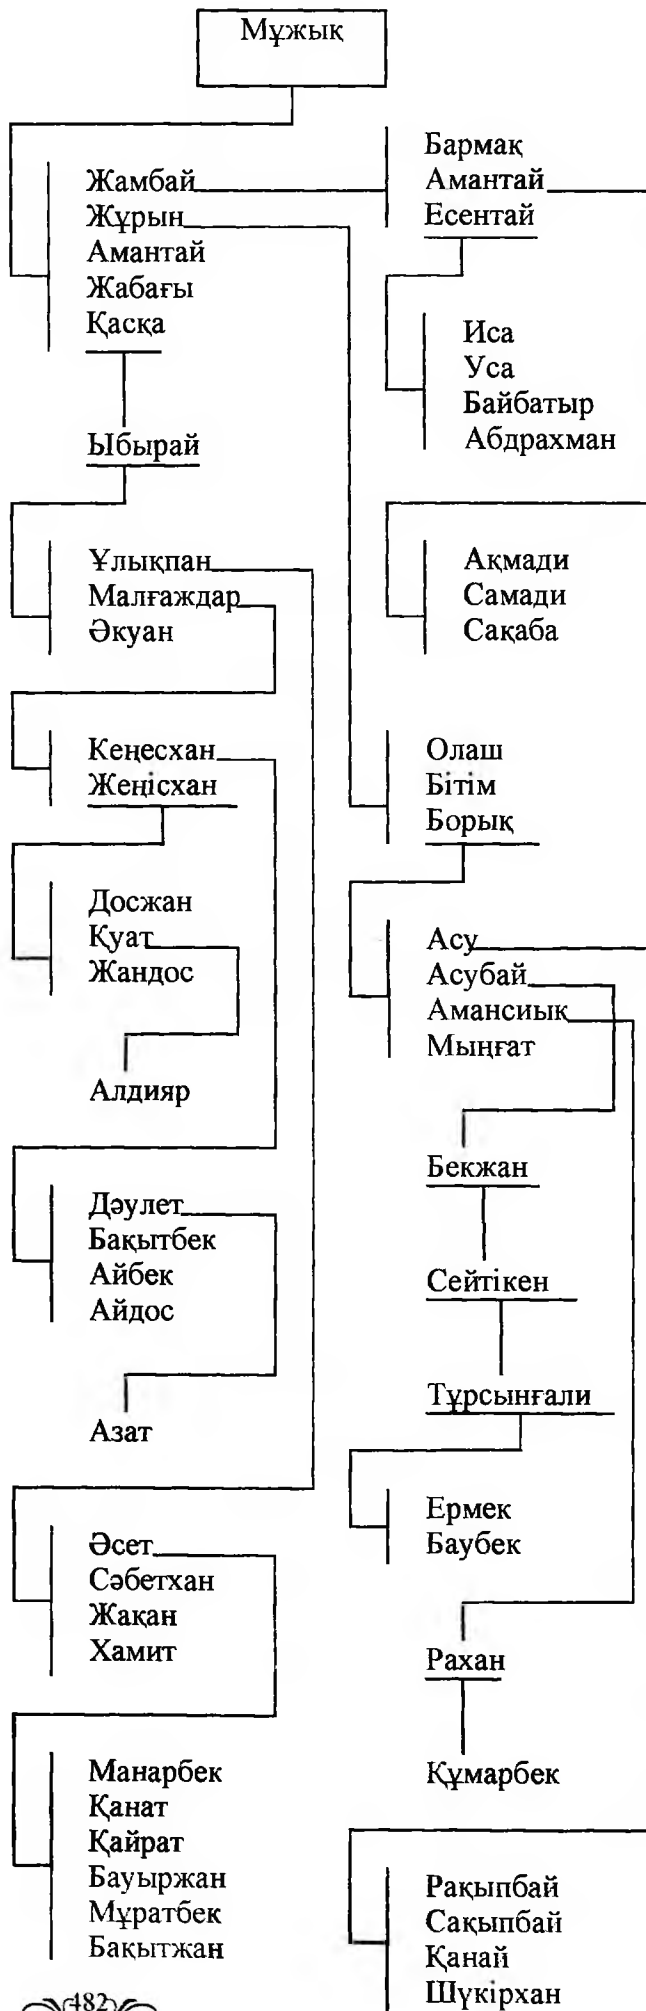 Мұжық
Жамбай
Жұрын
Амантай
Жабағы
Қасқа
Ыбырай
Ұлықпан
Малғаждар
Әкуан
Кеңесхан
Жеңісхан
Досжан
Қуат
Жандос
Алдияр
Дәулет
Бақытбек
Айбек
Айдос
Азат
Әсет
Сәбетхан
Жақан
Хамит
Манарбек
Қанат
Қайрат
Бауыржан
Мұратбек
Бақытжан
Бармақ
Амантай
Есентай
Иса
Уса
Байбатыр
Абдрахман
Ақмади
Самади
Сақаба
Олаш
Бітім
Борық
Асу
Асубай
Амансиық
Мыңғат
Бекжан
Сейтікен
Тұрсынғали
Ермек
Баубек
Рахан
Құмарбек
Рақыпбай
Сақыпбай
Қанай
Шүкірхан
482